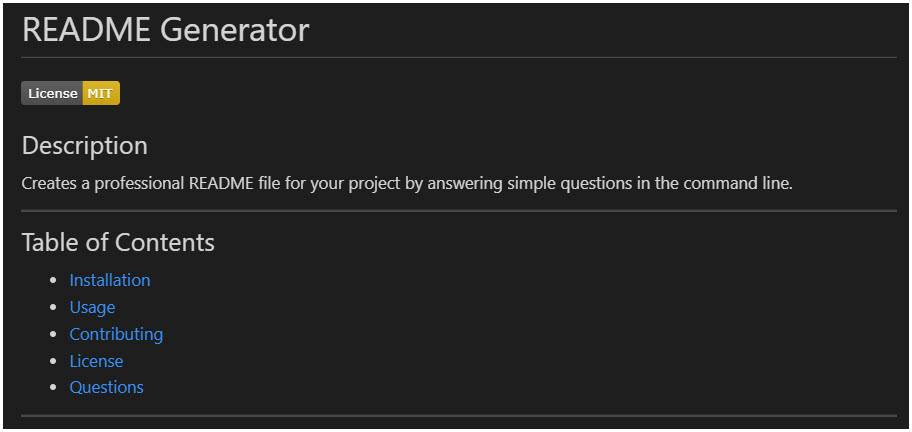 README Generator
License MIT
Description
Creates a professional README file for your project by answering simple questions in the command line.
Table of Contents
Installation
Usage
Contributing
License
Questions